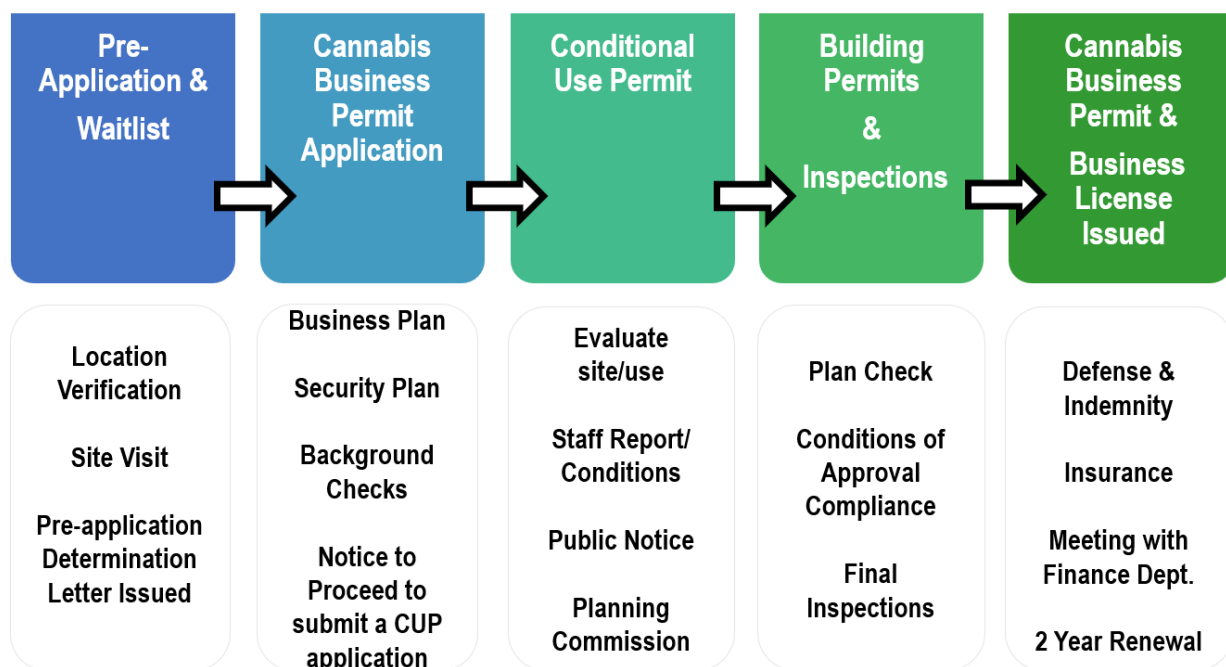 Pre-
Application &
Waitlist
Cannabis
Business
Permit
Application
Conditional
Use Permit
Building
Permits
&
Inspections
Cannabis
Business
Permit &
Business
License
Issued
Location
Verification
Site Visit
Pre-application
Determination
Letter Issued
Business Plan
Security Plan
Background
Checks
Notice to
Proceed to
submit a CUP
application
Evaluate
site/use
Staff Report/
Conditions
Public Notice
Planning
Commission
Plan Check
Conditions of
Approval
Compliance
Final
Inspections
Defense &
Indemnity
Insurance
Meeting with
Finance Dept.
2 Year Renewal